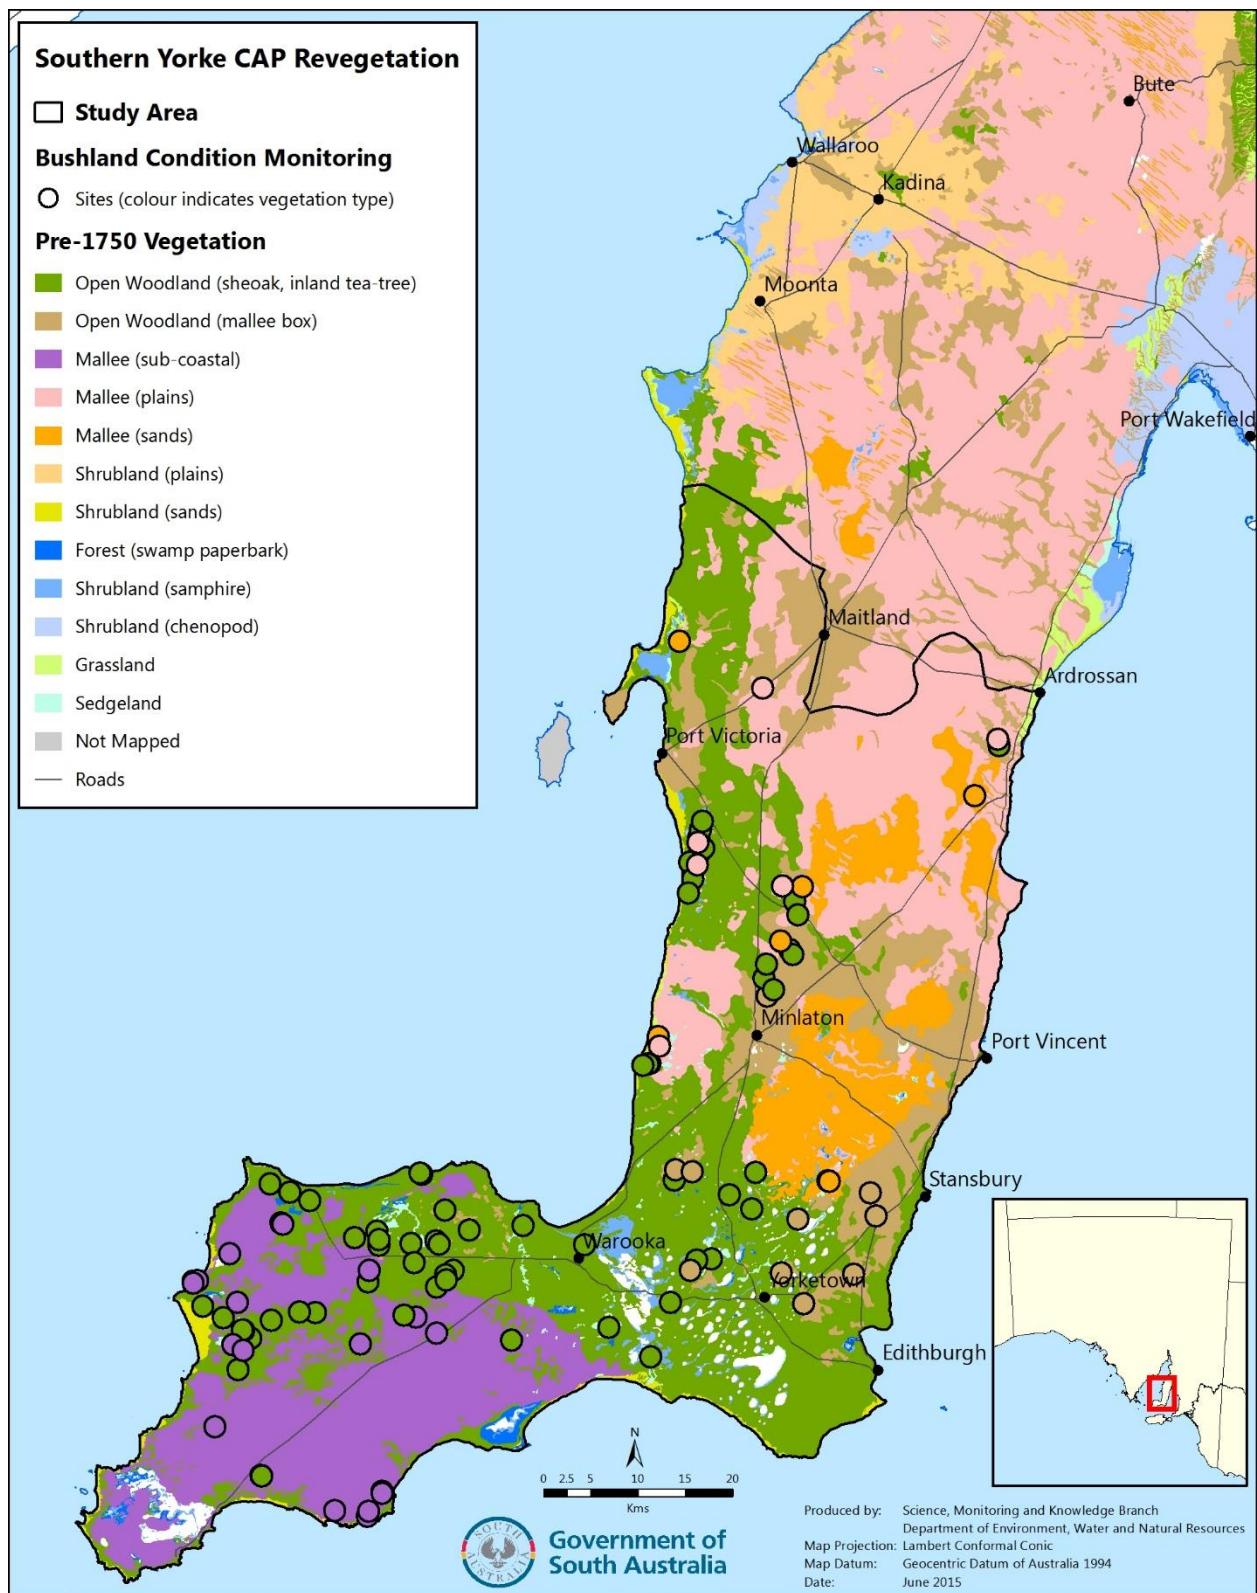 Southern Yorke CAP Revegetation
Study Area
Bushland Condition Monitoring
Sites (colour indicates vegetation type)
Pre-1750 Vegetation
Open Woodland (sheoak, inland tea-tree)
Open Woodland (mallee box)
Mallee (sub-coastal)
Mallee (plains)
Mallee (sands)
Shrubland (plains)
Shrubland (sands)
Forest (swamp paperbark)
Shrubland (samphire)
Shrubland (chenopod)
Grassland
Sedgeland
Not Mapped
Roads
Bute
Wallaroo
Kadina
Moonta
Port Wakefield
Maitland
Ardrossan
Port Victoria
Minlaton
Port Vincent
Stansbury
Warooka
Yorketown
Edithburgh
N
0 2.5 5 10 15 20
Kms
SOUTH AUSTRALIA
Government of
South Australia
Produced by: Science, Monitoring and Knowledge Branch
Department of Environment, Water and Natural Resources
Map Projection: Lambert Conformal Conic
Map Datum: Geocentric Datum of Australia 1994
Date: June 2015